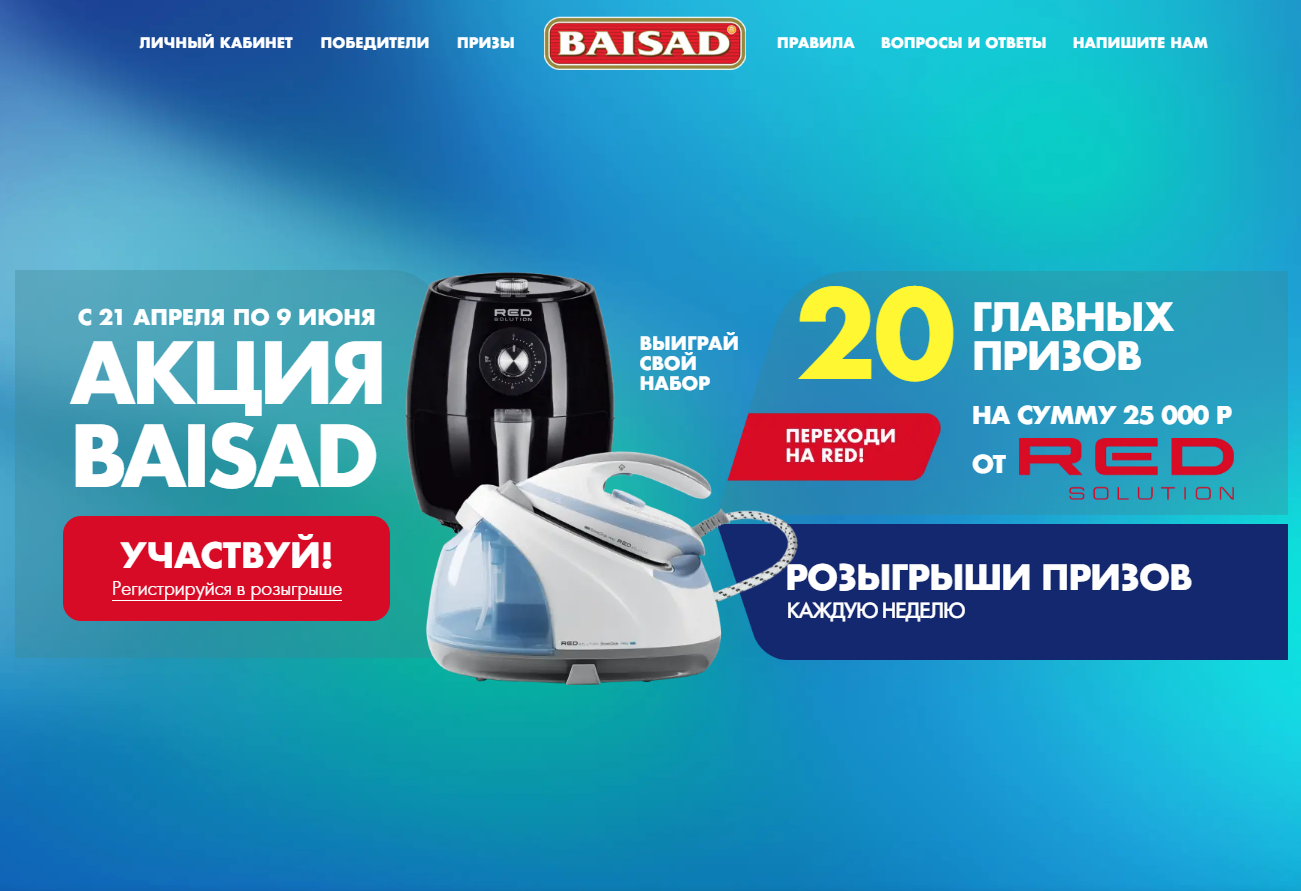 ЛИЧНЫЙ КАБИНЕТ
ПОБЕДИТЕЛИ
ПРИЗЫ
BAISAD
ПРАВИЛА
ВОПРОСЫ И ОТВЕТЫ
НАПИШИТЕ НАМ
С 21 АПРЕЛЯ ПО 9 ИЮНЯ
АКЦИЯ
BAISAD
УЧАСТВУЙ!
Регистрируйся в розыгрыше
RED
SOLUTION
ВЫИГРАЙ
СВОЙ
НАБОР
20
ГЛАВНЫХ
ПРИЗОВ
НА СУММУ 25 000 Р
ОТ RED
SOLUTION
ПЕРЕХОДИ
НА RED!
РОЗЫГРЫШИ ПРИЗОВ
КАЖДУЮ НЕДЕЛЮ
RED